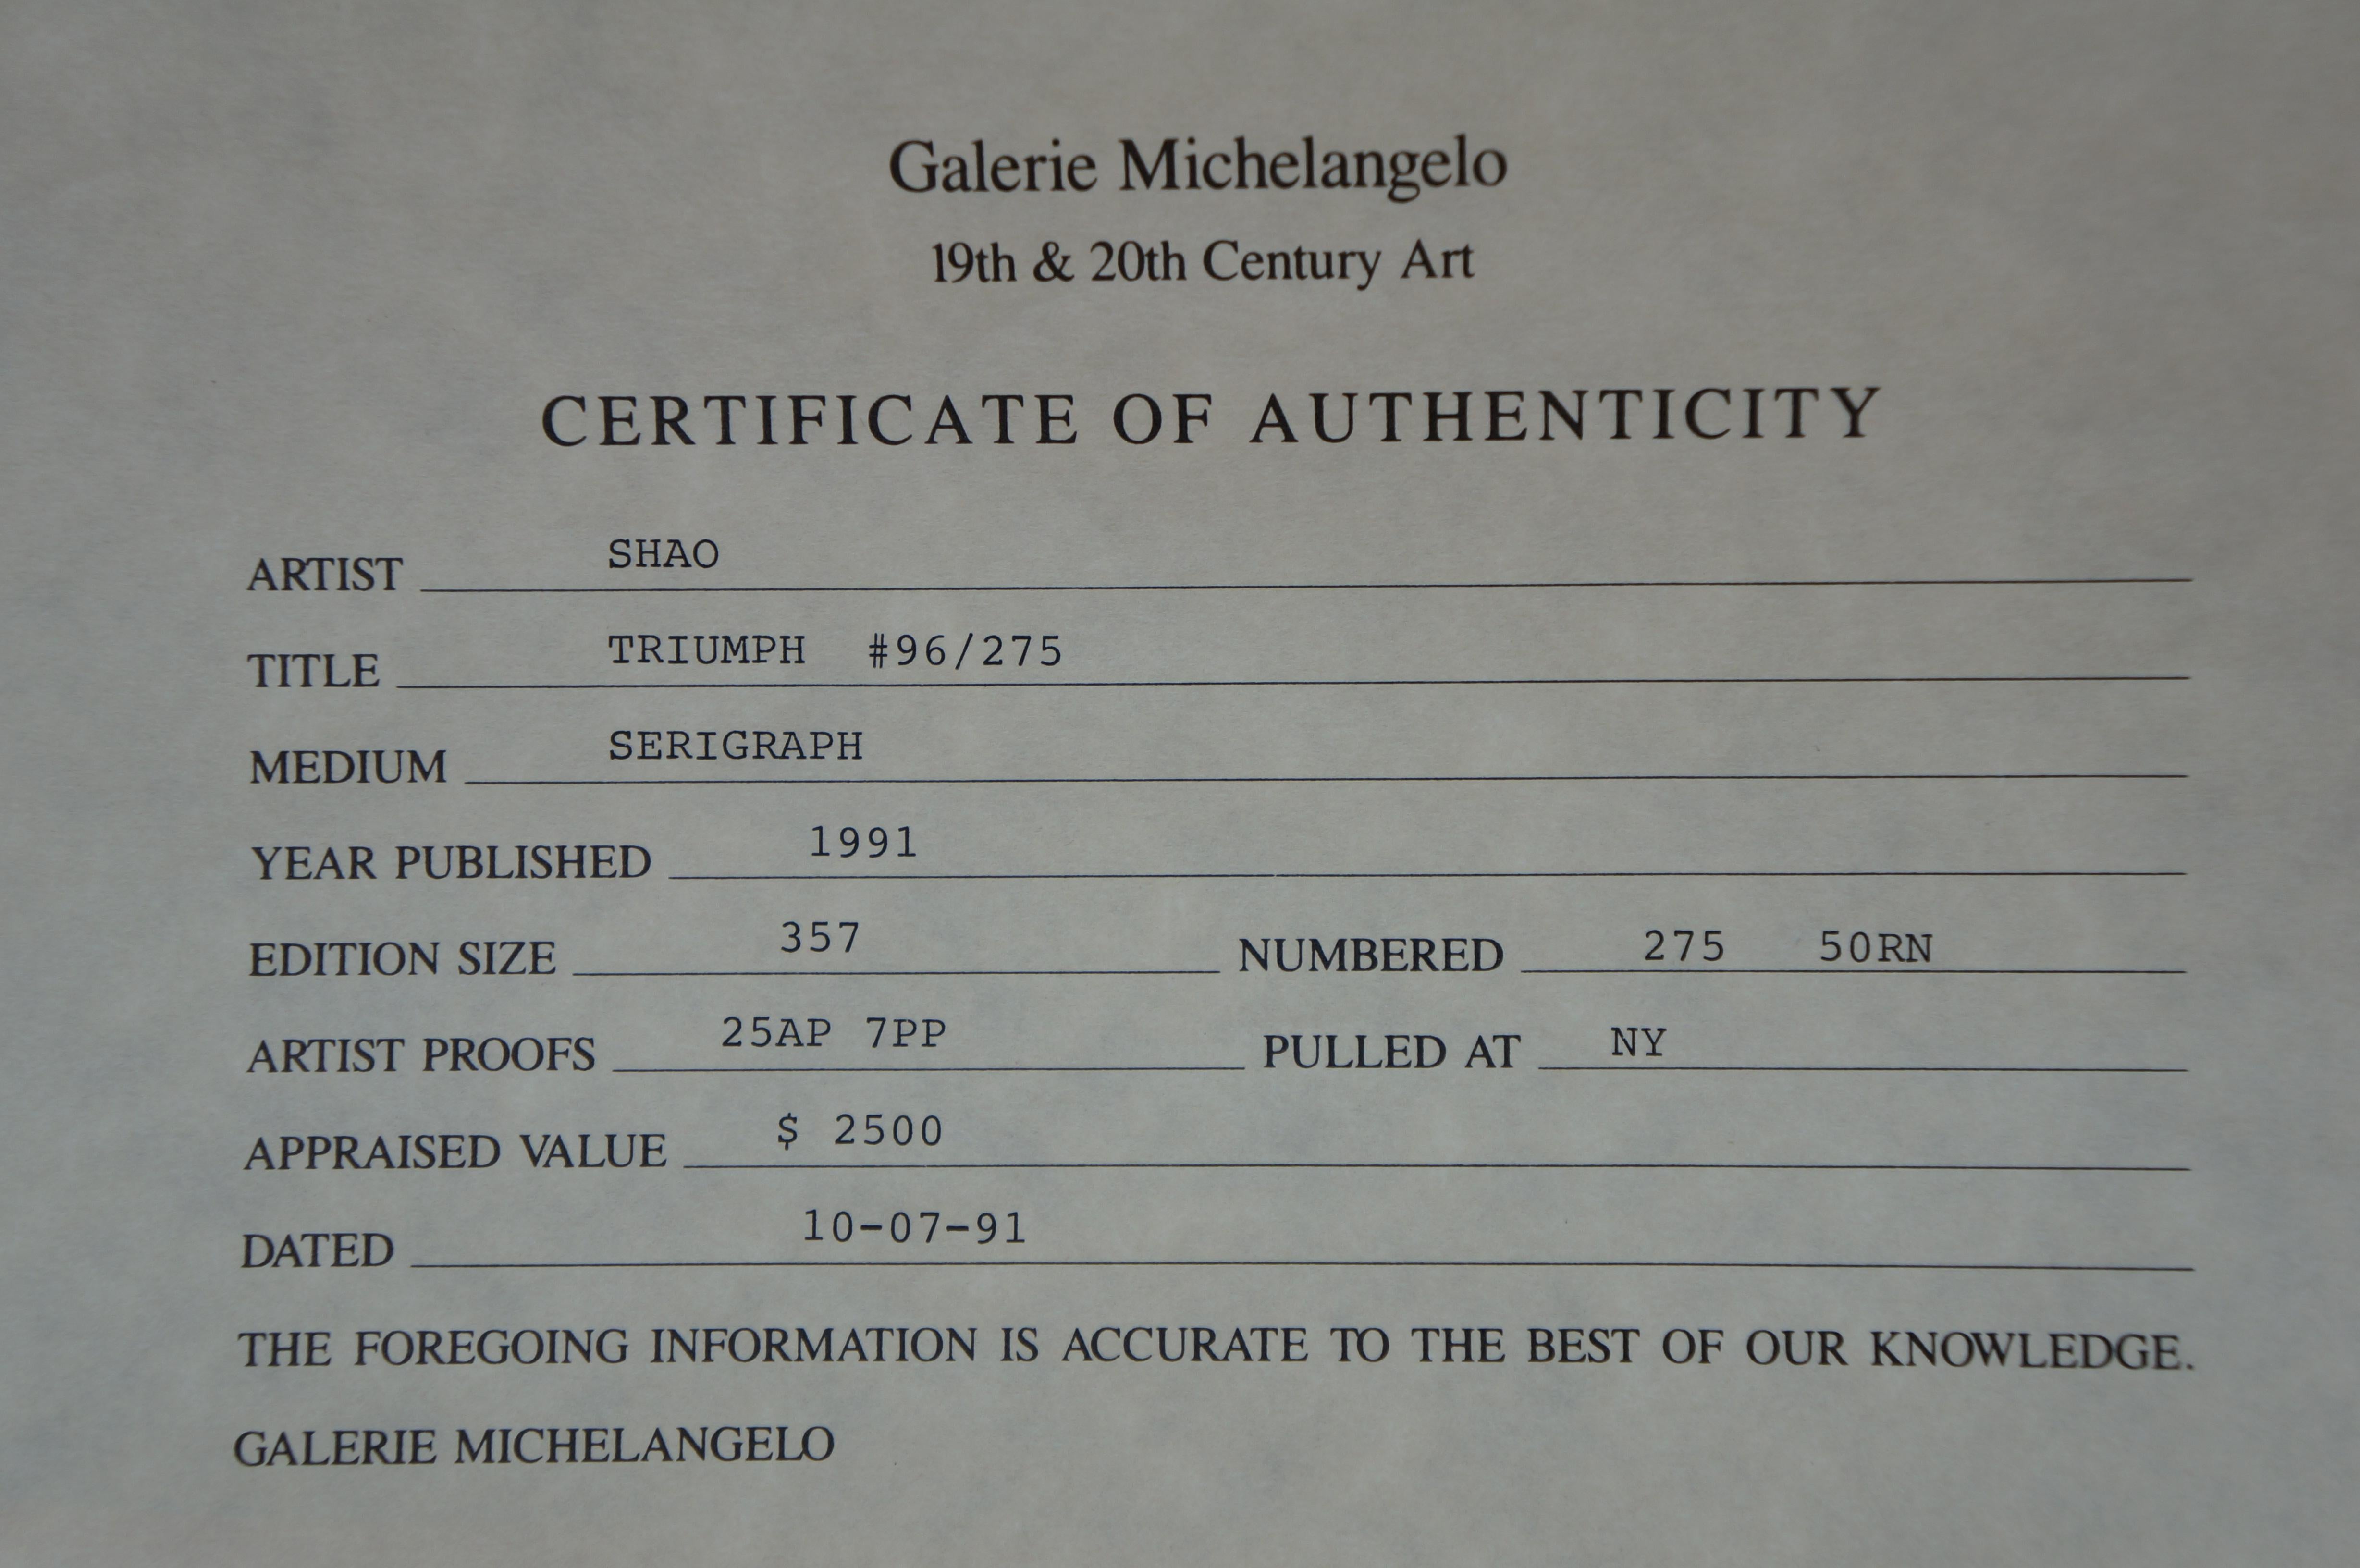 Galerie Michelangelo
19th & 20th Century Art
CERTIFICATE OF AUTHENTICITY
ARTIST SHAO
TITLE TRIUMPH #96/275
MEDIUM SERIGRAPH
YEAR PUBLISHED 1991
EDITION SIZE 357 NUMBERED 275 50RN
ARTIST PROOFS 25AP 7PP PULLED AT NY
APPRAISED VALUE $ 2500
DATED 10-07-91
THE FOREGOING INFORMATION IS ACCURATE TO THE BEST OF OUR KNOWLEDGE.
GALERIE MICHELANGELO